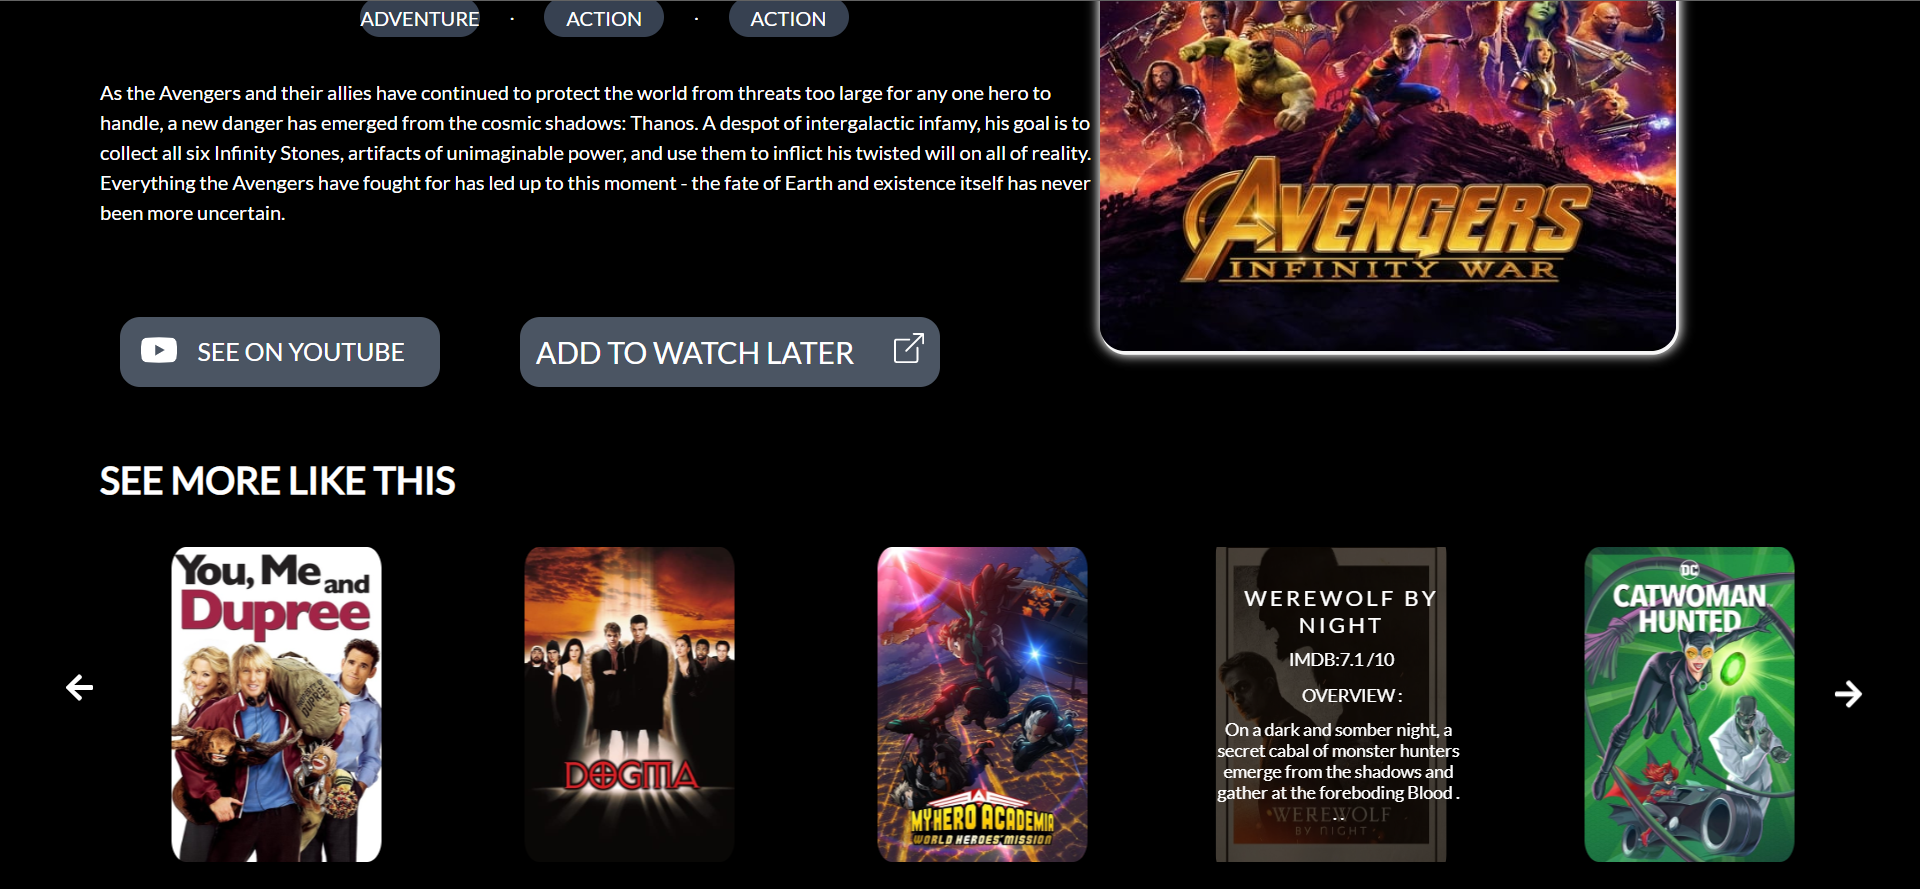 ADVENTURE · ACTION · ACTION
As the Avengers and their allies have continued to protect the world from threats too large for any one hero to
handle, a new danger has emerged from the cosmic shadows: Thanos. A despot of intergalactic infamy, his goal is to
collect all six Infinity Stones, artifacts of unimaginable power, and use them to inflict his twisted will on all of reality.
Everything the Avengers have fought for has led up to this moment - the fate of Earth and existence itself has never
been more uncertain.
AVENGERS
INFINITY WAR
SEE ON YOUTUBE
ADD TO WATCH LATER
SEE MORE LIKE THIS
You, Me and
Dupree
DUPREE
DOGMA
MY HERO ACADEMIA
WORLD HEROES' MISSION
WEREWOLF BY
NIGHT
IMDB:7.1 /10
OVERVIEW :
On a dark and somber night, a
secret cabal of monster hunters
emerge from the shadows and
gather at the foreboding Blood .
. .
WEREWOLF
BY NIGHT
DC
CATWOMAN
HUNTED